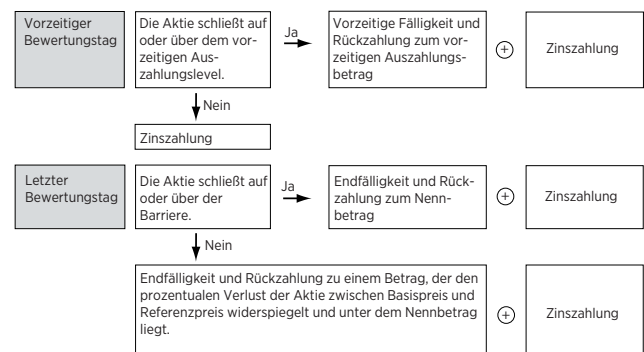 Vorzeitiger
Bewertungstag
Die Aktie schließt auf
oder über dem vor-
zeitigen Aus-
zahlungslevel.
Ja
Vorzeitige Fälligkeit und
Rückzahlung zum vor-
zeitigen Auszahlungs-
betrag
+
Zinszahlung
Nein
Zinszahlung
Letzter
Bewertungstag
Die Aktie schließt auf
oder über der
Barriere.
Ja
Endfälligkeit und Rück-
zahlung zum Nenn-
betrag
+
Zinszahlung
Nein
Endfälligkeit und Rückzahlung zu einem Betrag, der den
prozentualen Verlust der Aktie zwischen Basispreis und
Referenzpreis widerspiegelt und unter dem Nennbetrag
liegt.
+
Zinszahlung